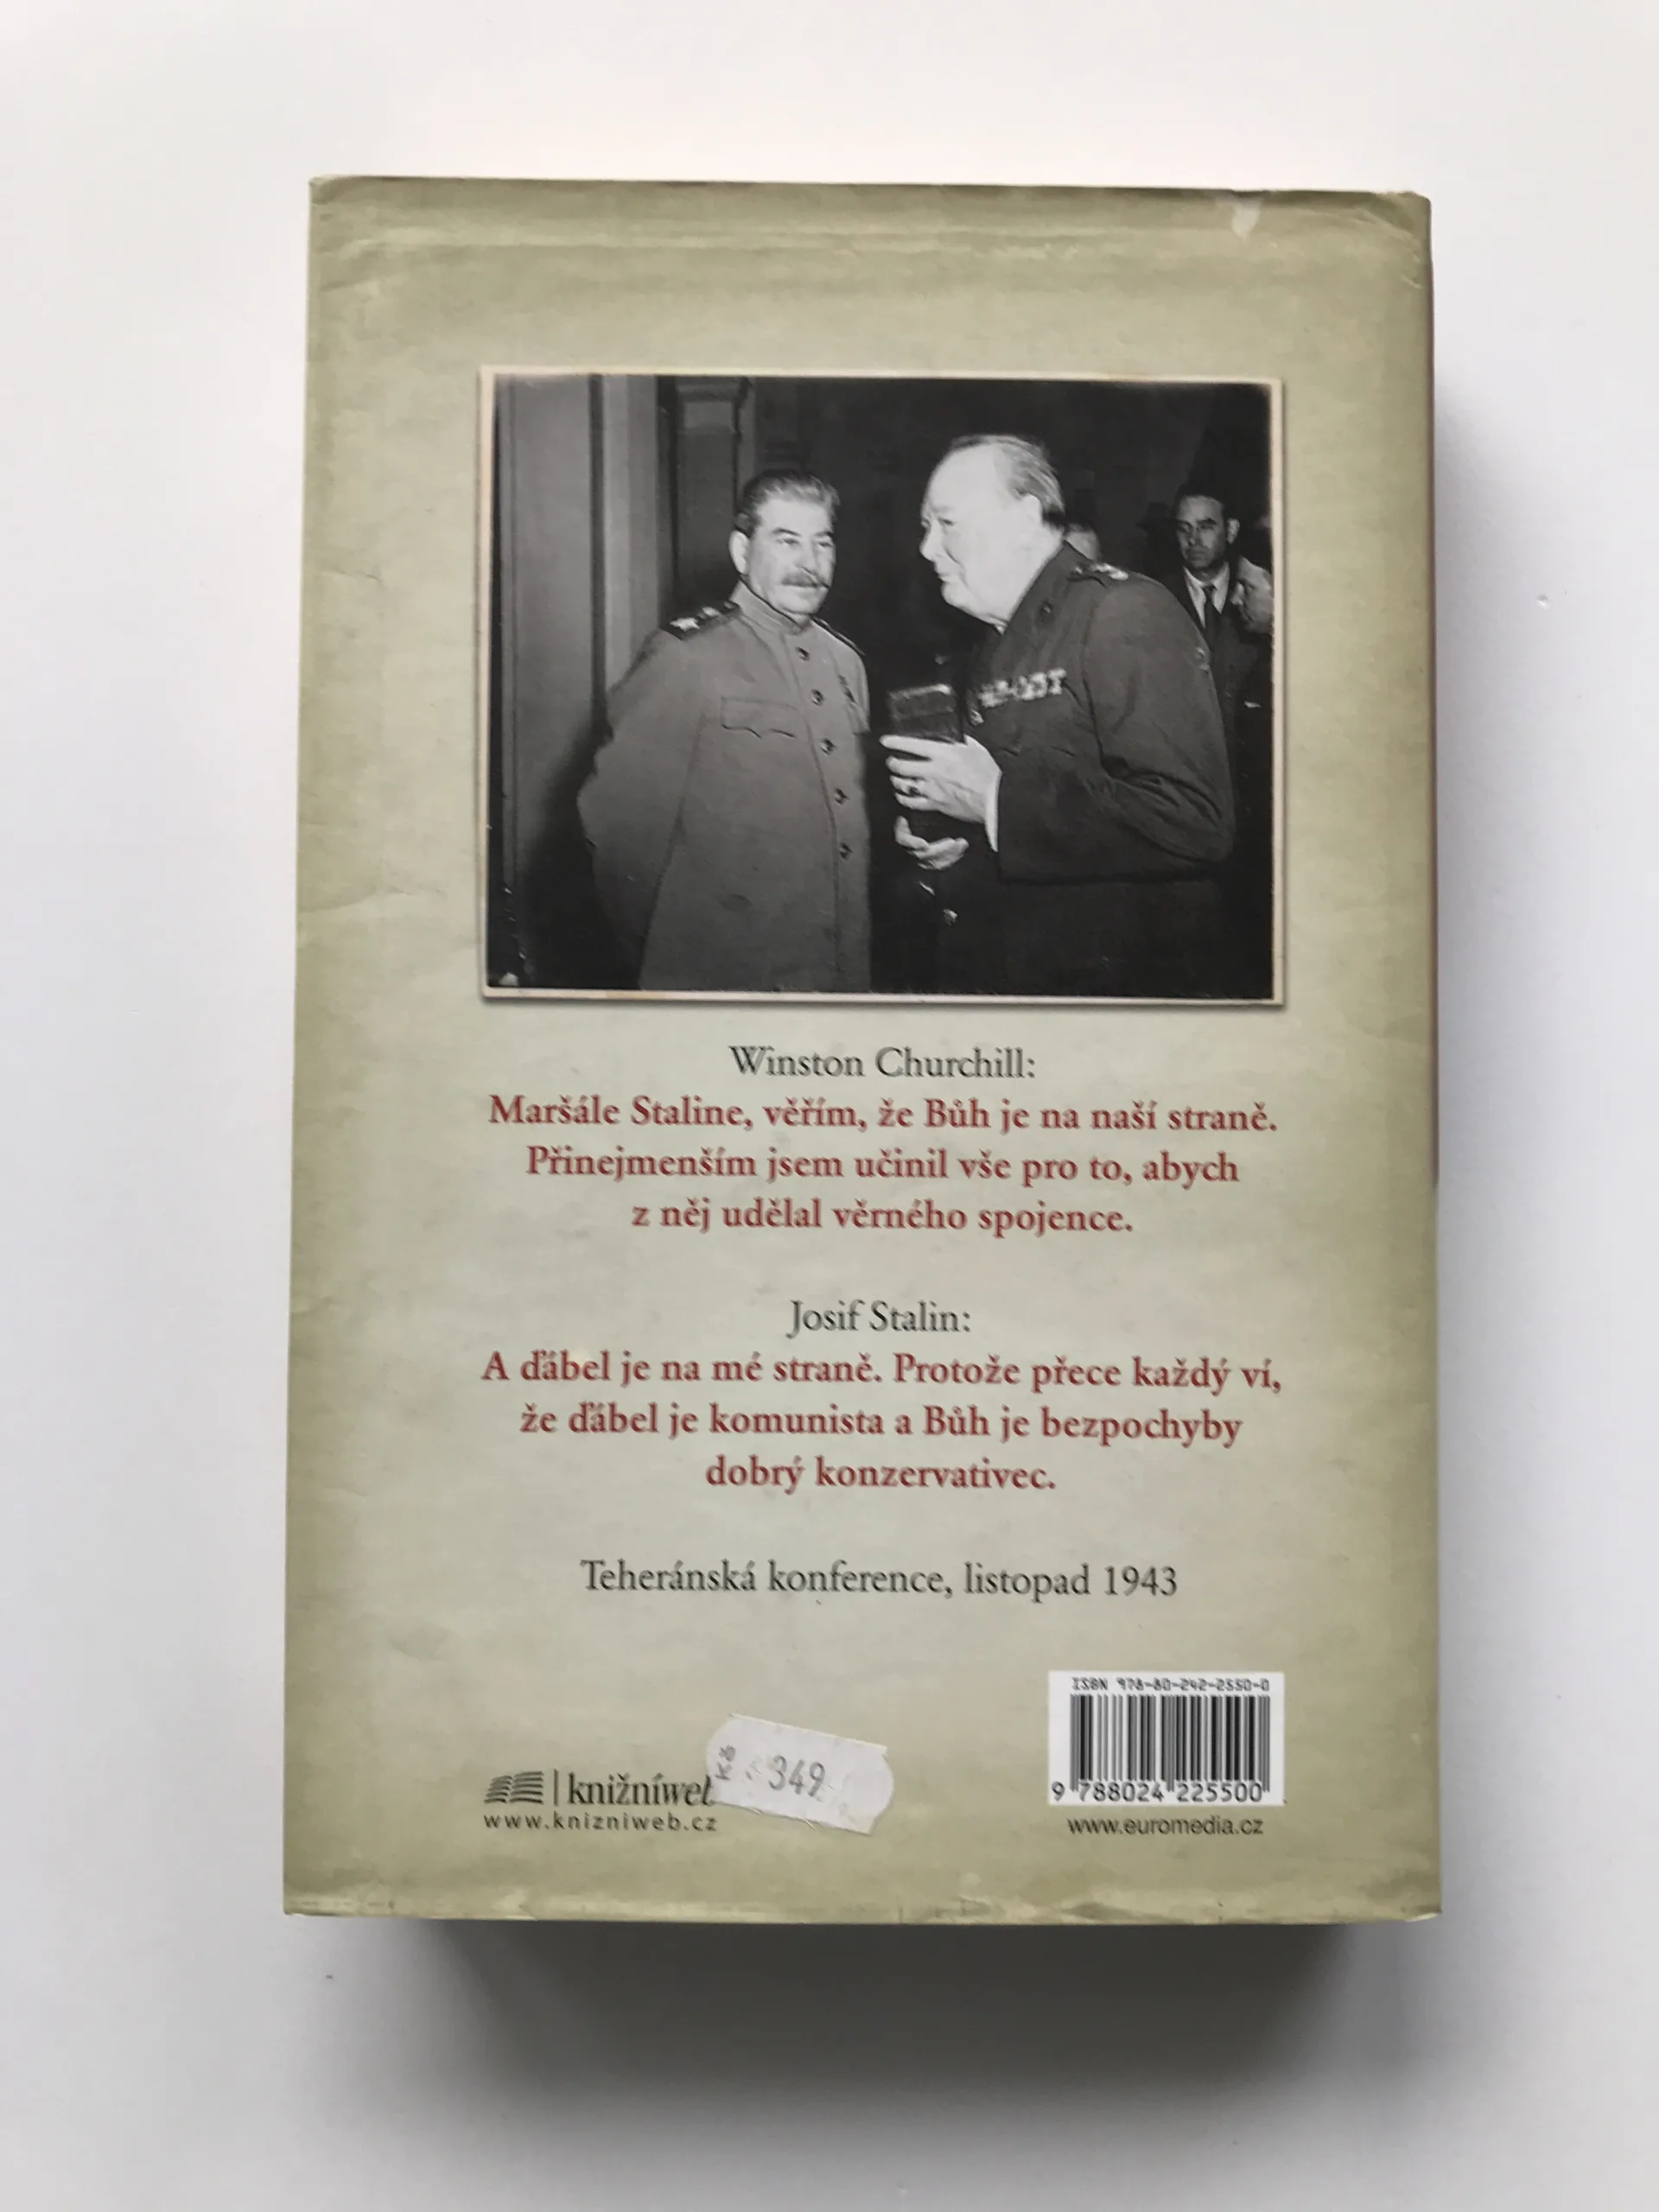 Winston Churchill:
Maršále Staline, věřím, že Bůh je na naší straně.
Přinejmenším jsem učinil vše pro to, abych
z něj udělal věrného spojence.
Josif Stalin:
A ďábel je na mé straně. Protože přece každý ví,
že ďábel je komunista a Bůh je bezpochyby
dobrý konzervativec.
Teheránská konference, listopad 1943
ISBN 978-80-242-2550-0
9 788024 225500
www.euromedia.cz
knižníweb
www.knizniweb.cz
Kč 349